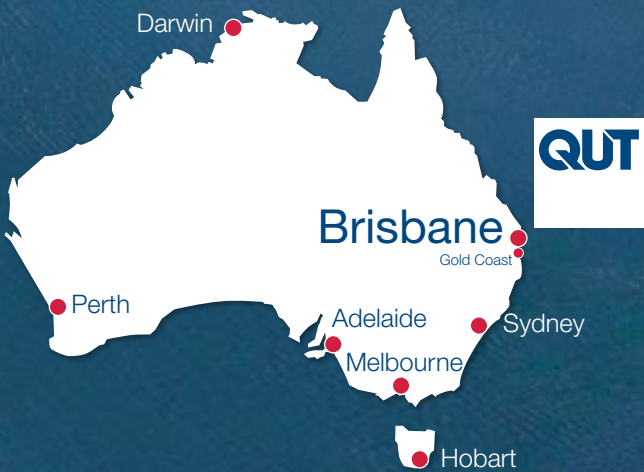 Darwin
QUT
Brisbane
Gold Coast
Perth
Adelaide
Sydney
Melbourne
Hobart